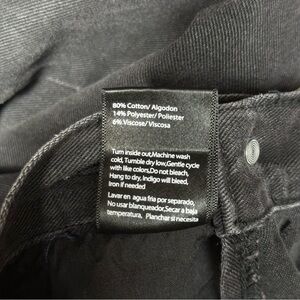 80% Cotton/ Algodon
14% Polyester/ Poliester
6% Viscose/ Viscosa
Turn inside out,Machine wash
cold, Tumble dry low,Gentle cycle
with like colors,Do not bleach,
Hang to dry. Indigo will bleed,
Iron if needed
Lavar en agua fria por separado,
No usar blanqueador,Secar a baja
temperatura, Planchar si necesita